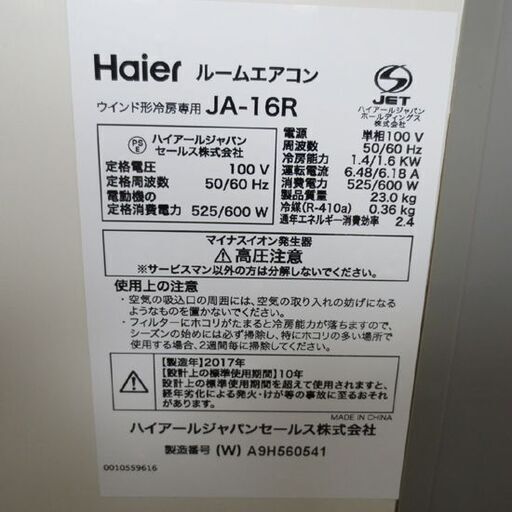 Haier ルームエアコン
ウインド形冷房専用 JA-16R
JET
ハイアールジャパン
ホールディングス
株式会社
PS
E
ハイアールジャパン
セールス株式会社
定格電圧 100 V
定格周波数 50/60 Hz
電動機の
定格消費電力 525/600 W
電源 単相100 V
周波数 50/60 Hz
冷房能力 1.4/1.6 KW
運転電流 6.48/6.18 A
消費電力 525/600 W
製品質量 23.0 kg
冷媒(R-410a) 0.36 kg
通年エネルギー消費効率 2.4
マイナスイオン発生器
高圧注意
※サービスマン以外の方は分解しないでください。
使用上の注意
・空気の吸込口の周囲には、空気の取り入れの妨げになる
ようなものを置かないでください。
・フィルターにホコリがたまると冷房能力が落ちますので、
シーズンの始めには必ず掃除し、特にホコリの多い場所で
使用する場合、2週間毎に掃除してください。
【製造年】2017年
【設計上の標準使用期間】10年
設計上の標準使用期間を超えて使用されますと、
経年劣化による発火・けが等の事故に至るおそれが
あります。
MADE IN CHINA
ハイアールジャパンセールス株式会社
製造番号 (W) A9H560541
0010559616